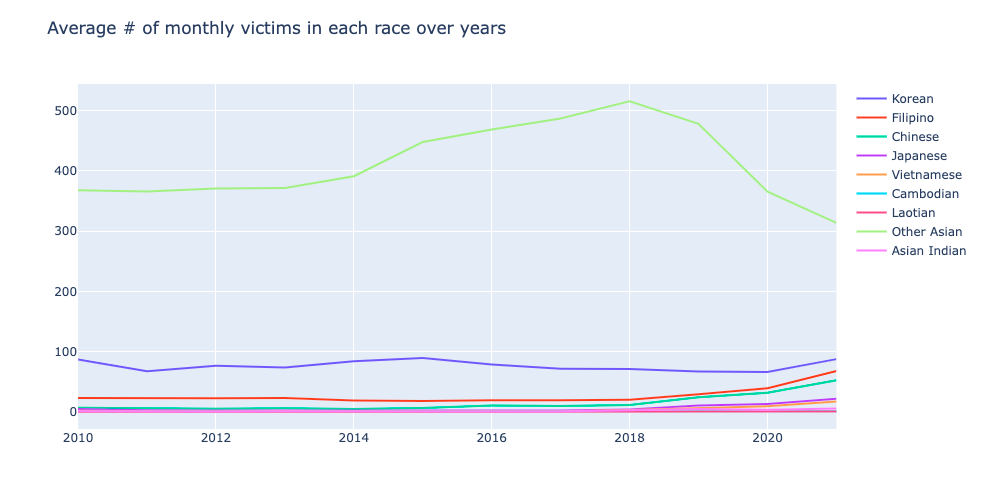 Average # of monthly victims in each race over years
500
400
300
200
100
0
2010 2012 2014 2016 2018 2020
Korean
Filipino
Chinese
Japanese
Vietnamese
Cambodian
Laotian
Other Asian
Asian Indian